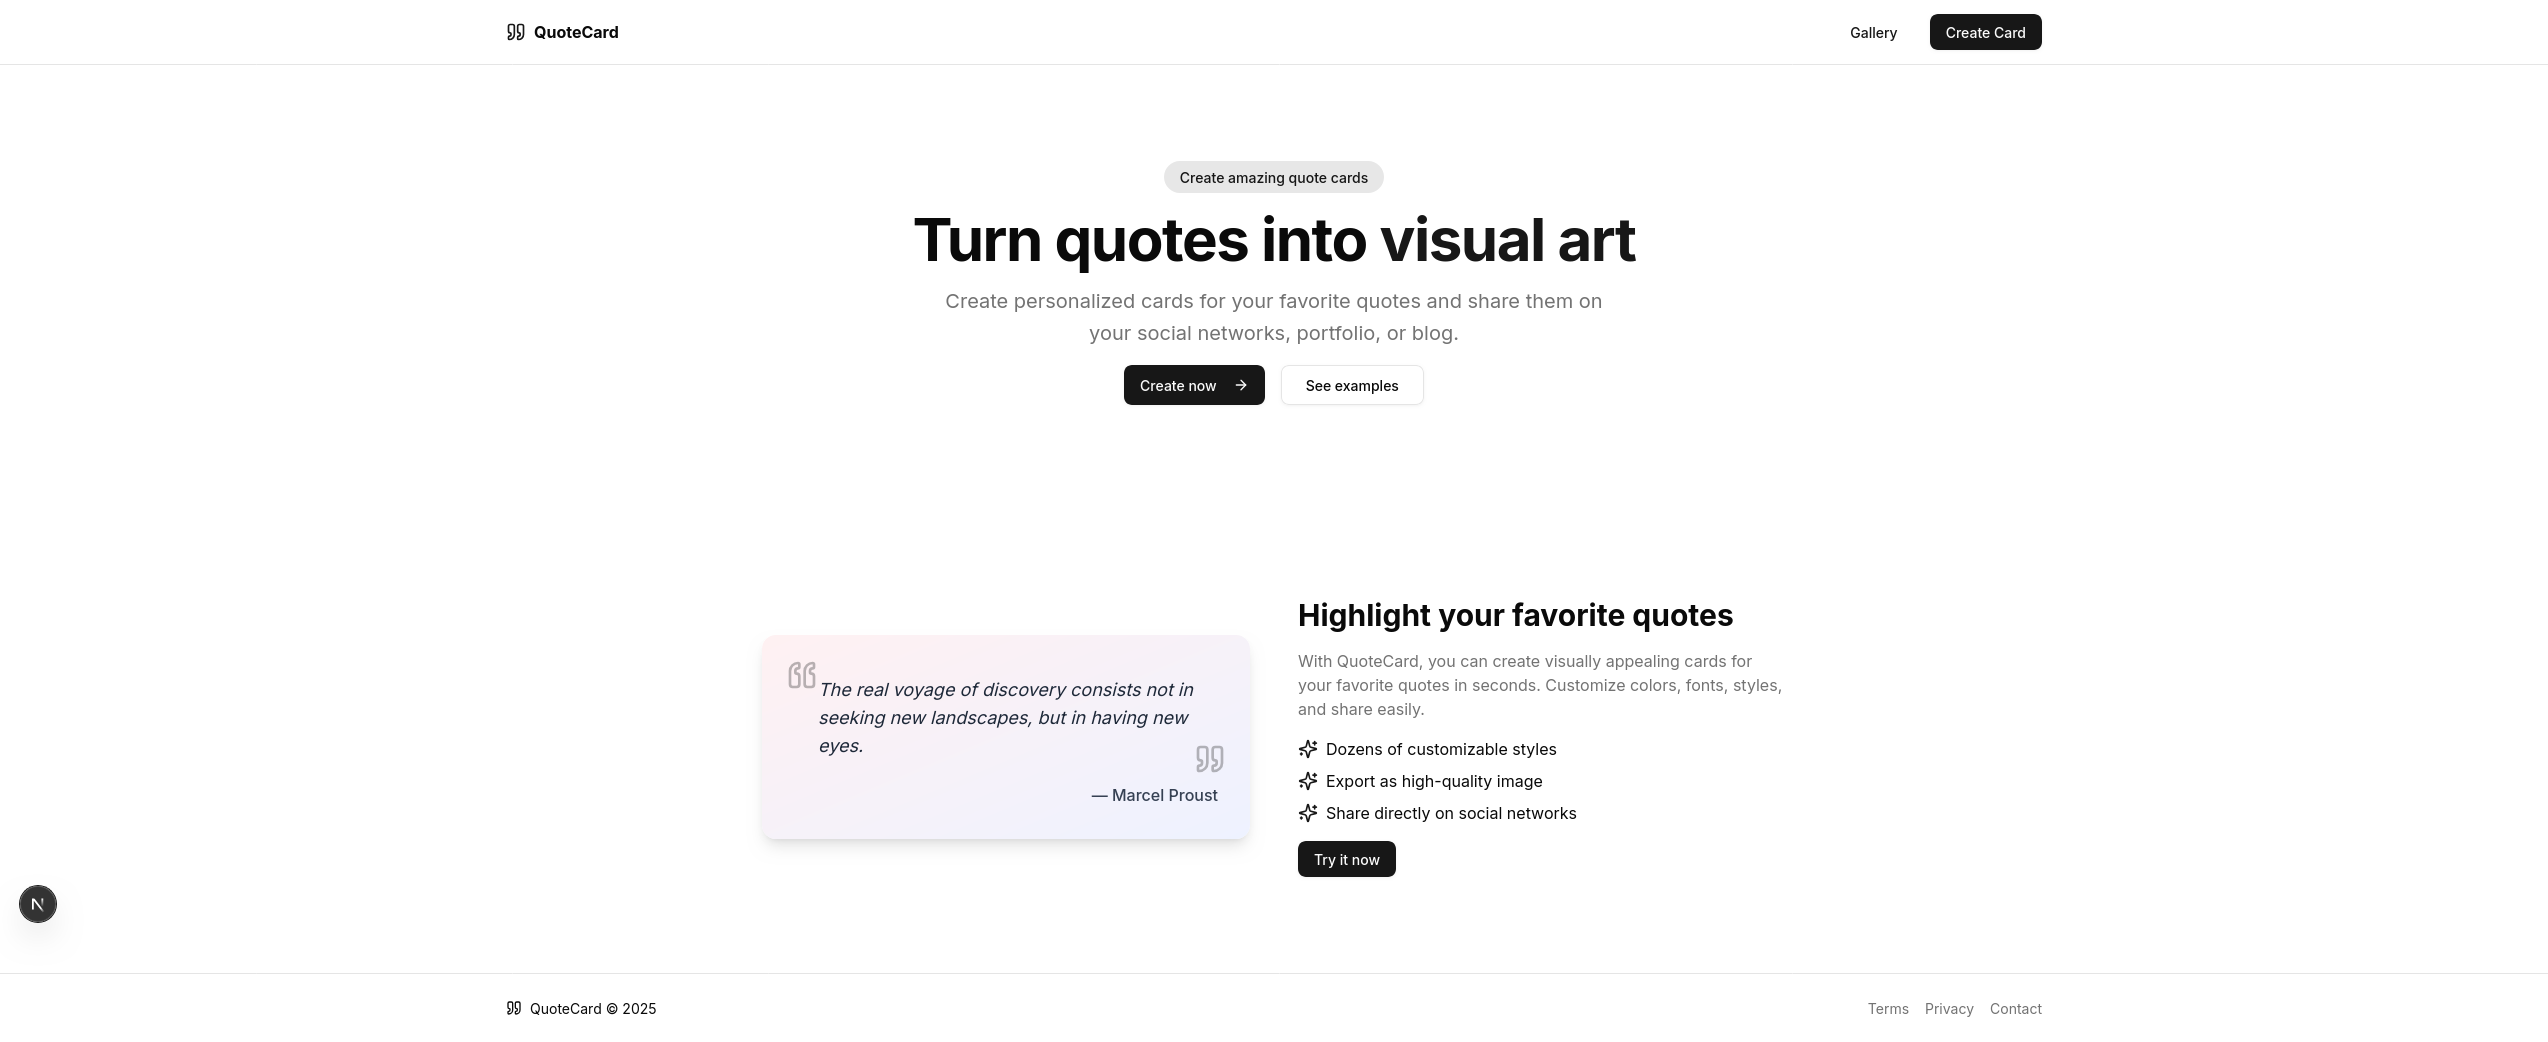 QuoteCard
Gallery
Create Card
Create amazing quote cards
Turn quotes into visual art
Create personalized cards for your favorite quotes and share them on
your social networks, portfolio, or blog.
Create now
See examples
The real voyage of discovery consists not in
seeking new landscapes, but in having new
eyes.
— Marcel Proust
Highlight your favorite quotes
With QuoteCard, you can create visually appealing cards for
your favorite quotes in seconds. Customize colors, fonts, styles,
and share easily.
Dozens of customizable styles
Export as high-quality image
Share directly on social networks
Try it now
N
QuoteCard © 2025
Terms
Privacy
Contact